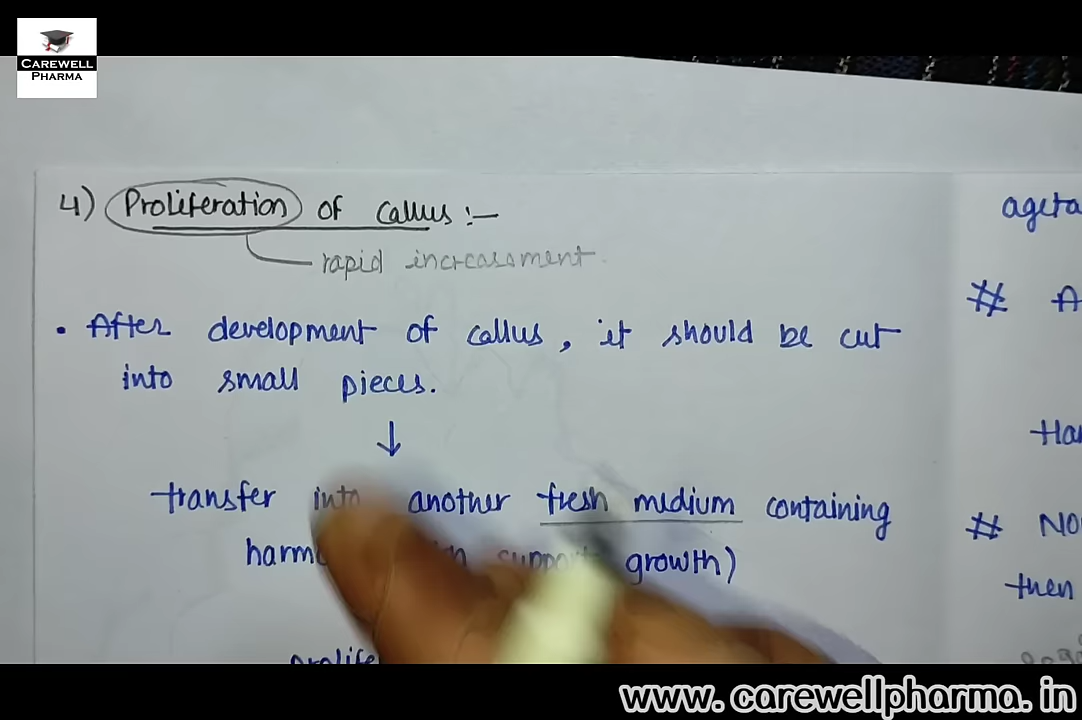 CAREWELL
PHARMA
4) Proliferation of callus :-
rapid increasement
• After development of callus, it should be cut
into small pieces.
↓
transfer into another fresh medium containing
growth)
# A
# NO
then
www.carewellpharma.in